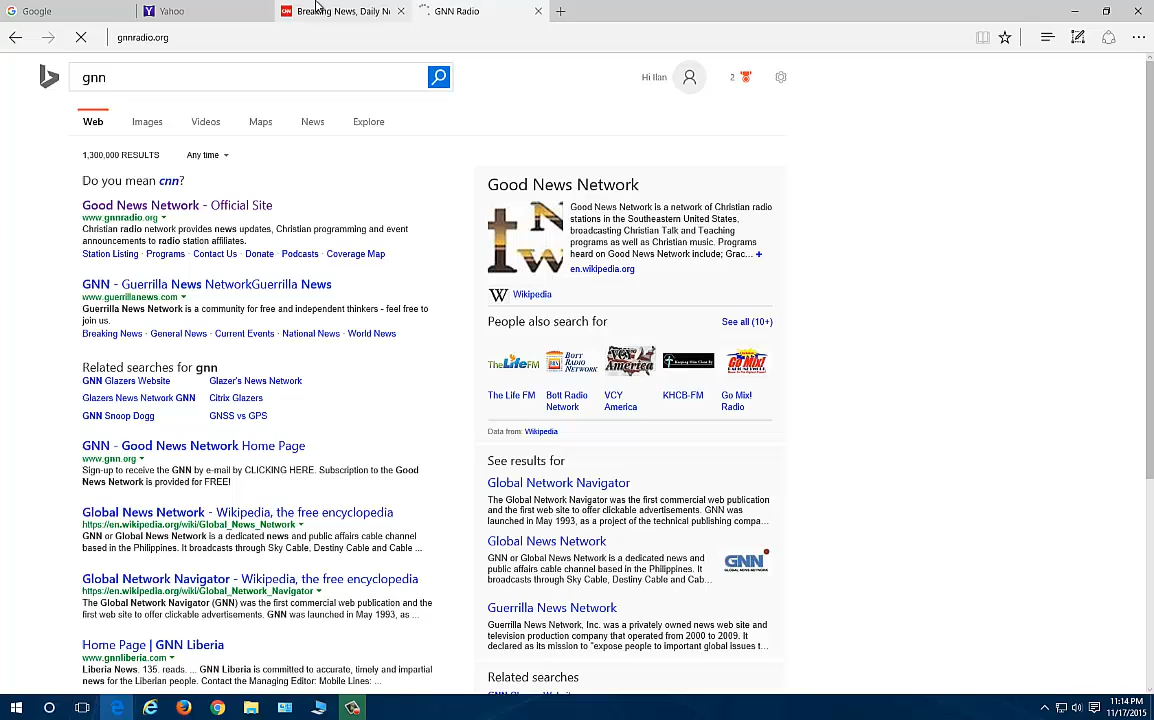 Google
Yahoo
Breaking News, Daily Ne
GNN Radio
gnnradio.org
gnn
Hi Ilan
2
Web
Images
Videos
Maps
News
Explore
1,300,000 RESULTS
Any time
Do you mean cnn?
Good News Network - Official Site
www.gnnradio.org
Christian radio network provides news updates, Christian programming and event
announcements to radio station affiliates.
Station Listing · Programs · Contact Us · Donate · Podcasts · Coverage Map
GNN - Guerrilla News NetworkGuerrilla News
www.guerrillanews.com
Guerrilla News Network is a community for free and independent thinkers - feel free to
join us.
Breaking News · General News · Current Events · National News · World News
Related searches for gnn
GNN Glazers Website
Glazer's News Network
Glazers News Network GNN
Citrix Glazers
GNN Snoop Dogg
GNSS vs GPS
GNN - Good News Network Home Page
www.gnn.org
Sign-up to receive the GNN by e-mail by CLICKING HERE. Subscription to the Good
News Network is provided for FREE!
Global News Network - Wikipedia, the free encyclopedia
https://en.wikipedia.org/wiki/Global_News_Network
GNN or Global News Network is a dedicated news and public affairs cable channel
based in the Philippines. It broadcasts through Sky Cable, Destiny Cable and Cable ...
Global Network Navigator - Wikipedia, the free encyclopedia
https://en.wikipedia.org/wiki/Global_Network_Navigator
The Global Network Navigator (GNN) was the first commercial web publication and the
first web site to offer clickable advertisements. GNN was launched in May 1993, as ...
Home Page | GNN Liberia
www.gnnliberia.com
Liberia News. 135. reads. ... GNN Liberia is committed to accurate, timely and impartial
news for the Liberian people. Contact the Managing Editor: Mobile Lines: ...
Good News Network
Good News Network is a network of Christian radio
stations in the Southeastern United States,
broadcasting Christian Talk and Teaching
programs as well as Christian music. Programs
heard on Good News Network include; Grac... +
en.wikipedia.org
W Wikipedia
People also search for
See all (10+)
TheLifeFM
BOTT RADIO NETWORK
VCY America
Go Mix!
The Life FM
Bott Radio
Network
VCY
America
KHCB-FM
Go Mix!
Radio
Data from: Wikipedia
See results for
Global Network Navigator
The Global Network Navigator was the first commercial web publication
and the first web site to offer clickable advertisements. GNN was
launched in May 1993, as a project of the technical publishing compa...
Global News Network
GNN or Global News Network is a dedicated news and
public affairs cable channel based in the Philippines. It
broadcasts through Sky Cable, Destiny Cable and Cab...
GNN
GLOBAL NEWS NETWORK
Guerrilla News Network
Guerrilla News Network, Inc. was a privately owned news web site and
television production company that operated from 2000 to 2009. It
declared as its mission to "expose people to important global issues t...
Related searches
11:14 PM
11/17/2015